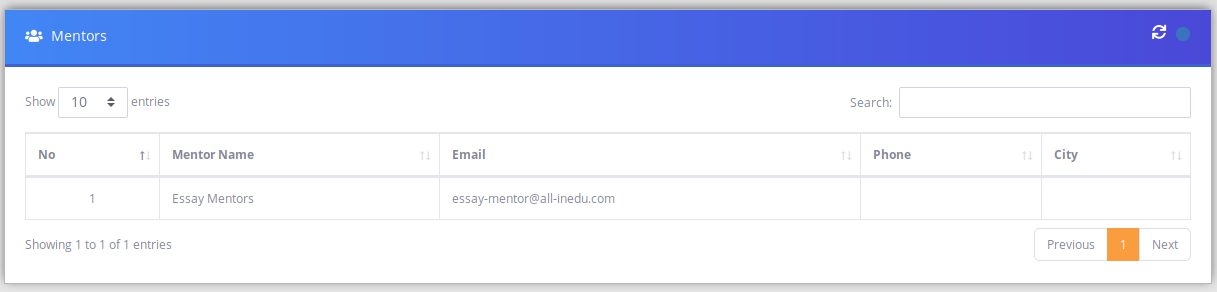 Mentors
Show 10 entries Search:
No Mentor Name Email Phone City
1 Essay Mentors essay-mentor@all-inedu.com
Showing 1 to 1 of 1 entries Previous 1 Next